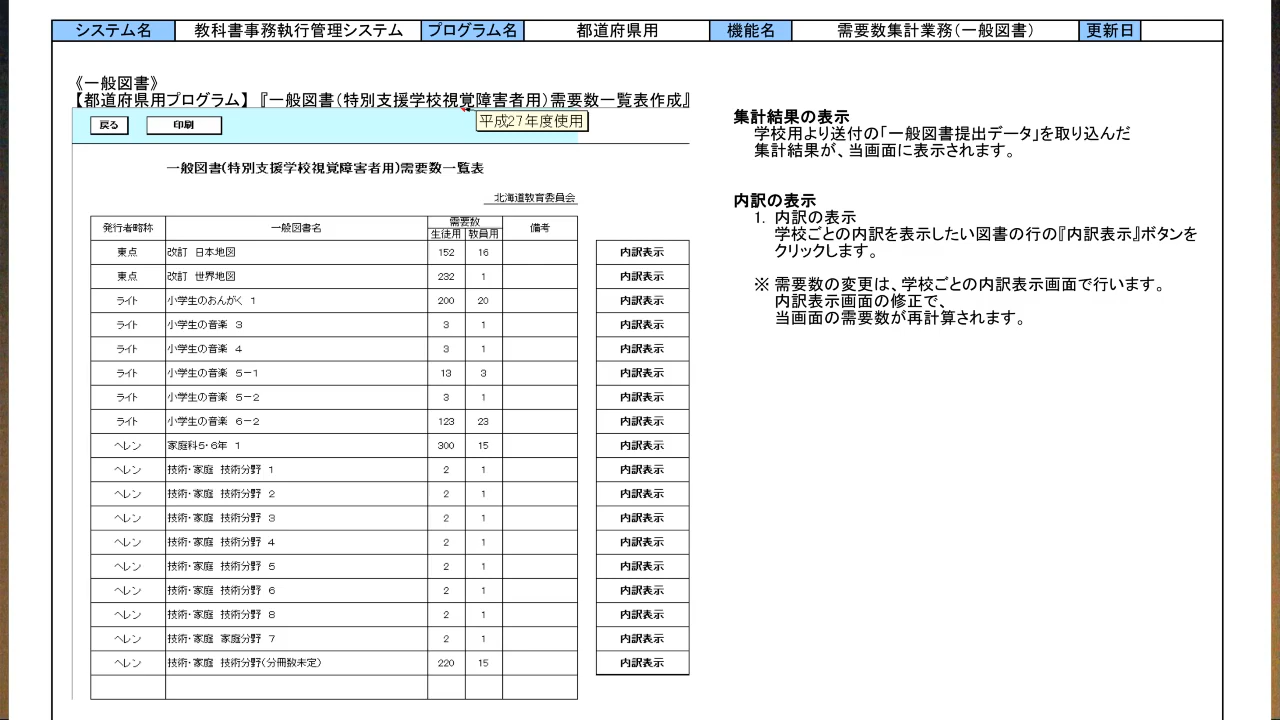 システム名 教科書事務執行管理システム プログラム名 都道府県用 機能名 需要数集計業務（一般図書） 更新日
《一般図書》
【都道府県用プログラム】『一般図書（特別支援学校視覚障害者用）需要数一覧表作成』
戻る 印刷 平成27年度使用
一般図書(特別支援学校視覚障害者用)需要数一覧表
北海道教育委員会
発行者略称 一般図書名 需要数 備考
生徒用 教員用
東点 改訂 日本地図 152 16 内訳表示
東点 改訂 世界地図 232 1 内訳表示
ライト 小学生のおんがく 1 200 20 内訳表示
ライト 小学生の音楽 3 3 1 内訳表示
ライト 小学生の音楽 4 3 1 内訳表示
ライト 小学生の音楽 5－1 13 3 内訳表示
ライト 小学生の音楽 5－2 3 1 内訳表示
ライト 小学生の音楽 6－2 123 23 内訳表示
ヘレン 家庭科5・6年 1 300 15 内訳表示
ヘレン 技術・家庭 技術分野 1 2 1 内訳表示
ヘレン 技術・家庭 技術分野 2 2 1 内訳表示
ヘレン 技術・家庭 技術分野 3 2 1 内訳表示
ヘレン 技術・家庭 技術分野 4 2 1 内訳表示
ヘレン 技術・家庭 技術分野 5 2 1 内訳表示
ヘレン 技術・家庭 技術分野 6 2 1 内訳表示
ヘレン 技術・家庭 技術分野 8 2 1 内訳表示
ヘレン 技術・家庭 家庭分野 7 2 1 内訳表示
ヘレン 技術・家庭 技術分野(分冊数未定) 220 15 内訳表示
集計結果の表示
学校用より送付の「一般図書提出データ」を取り込んだ
集計結果が、当画面に表示されます。
内訳の表示
1. 内訳の表示
学校ごとの内訳を表示したい図書の行の『内訳表示』ボタンを
クリックします。
※ 需要数の変更は、学校ごとの内訳表示画面で行います。
内訳表示画面の修正で、
当画面の需要数が再計算されます。